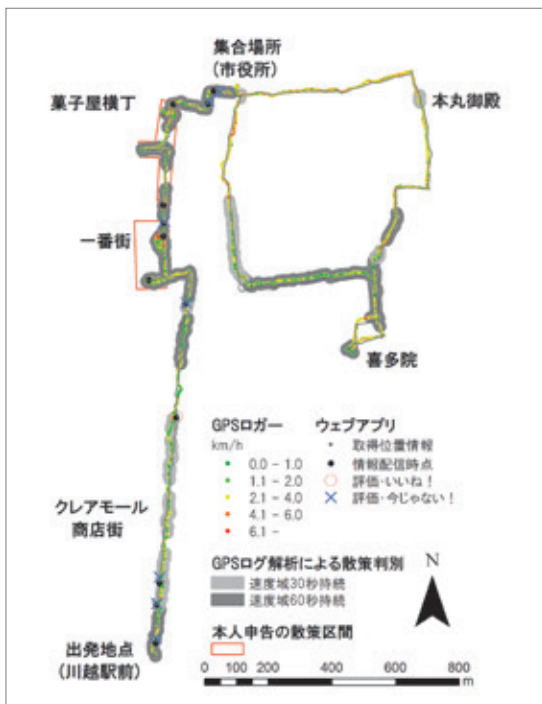 集合場所
(市役所)
菓子屋横丁
本丸御殿
一番街
喜多院
GPSロガー
km/h
0.0 - 1.0
1.1 - 2.0
2.1 - 4.0
4.1 - 6.0
6.1 -
ウェブアプリ
取得位置情報
情報配信時点
評価・いいね！
評価・今じゃない！
クレアモール
商店街
GPSログ解析による散策判別
速度域30秒持続
速度域60秒持続
N
本人申告の散策区間
出発地点
(川越駅前)
0 100 200 400 600 800
m